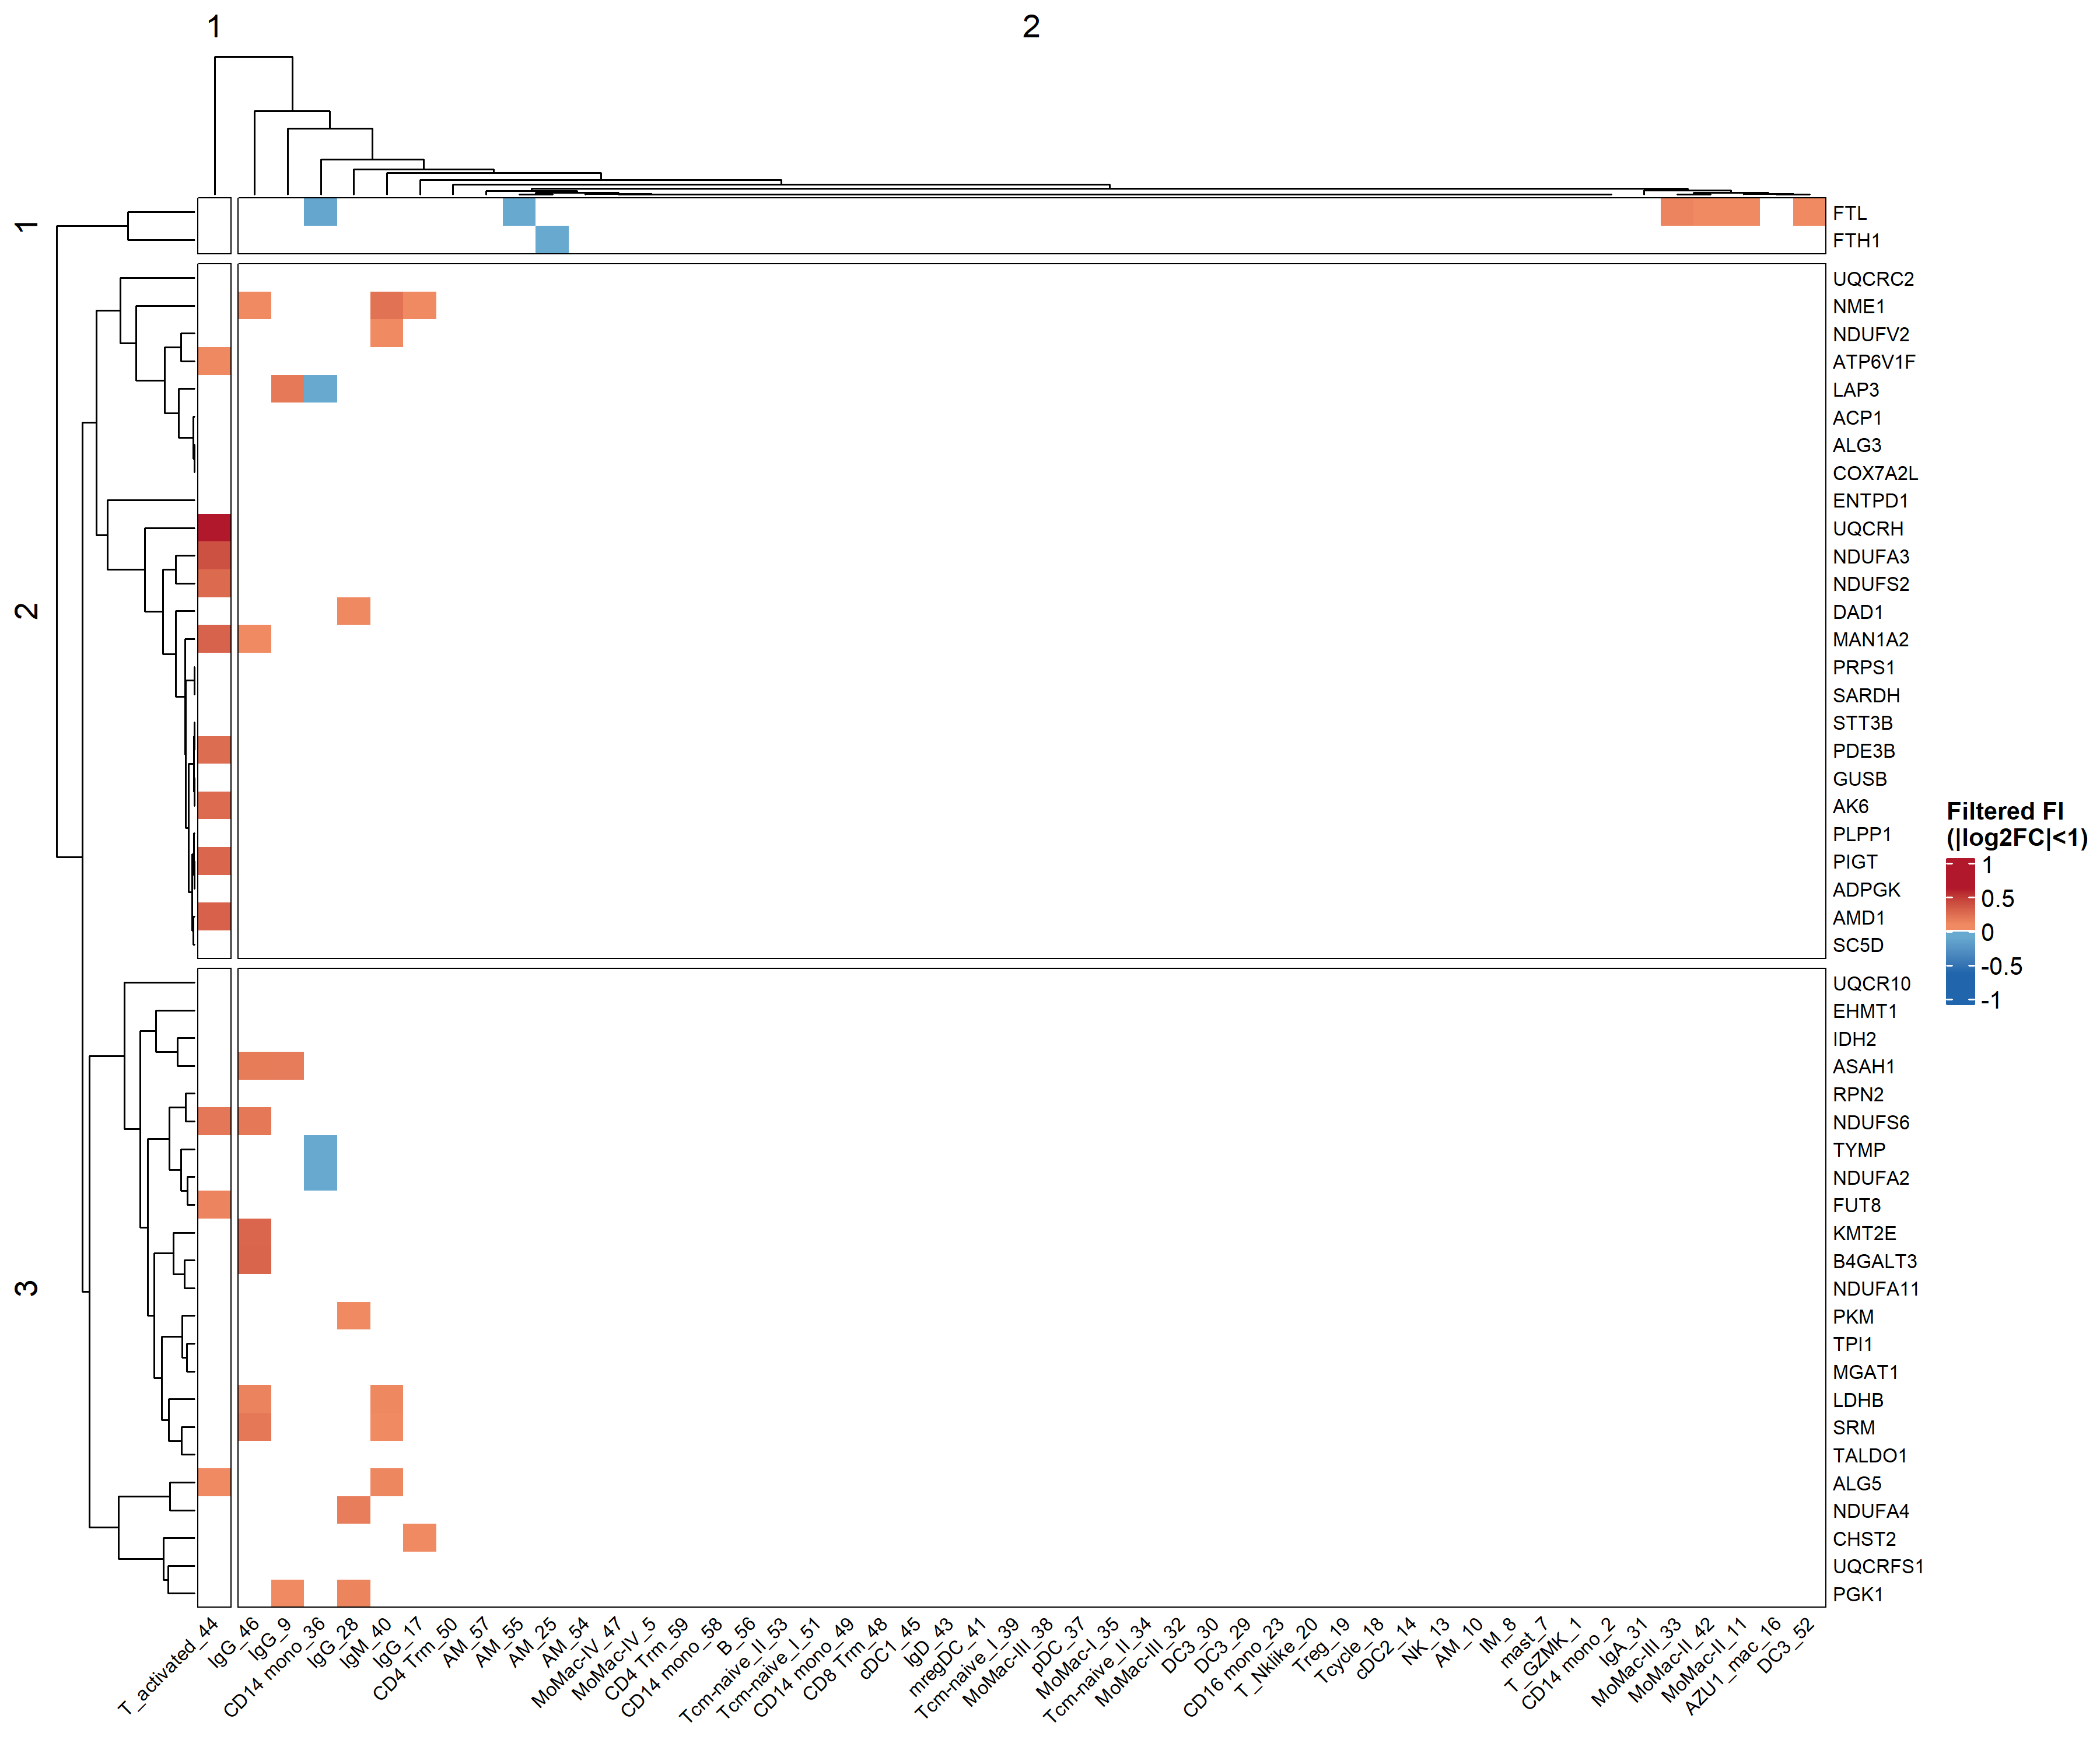 1
2
1
2
3
FTL
FTH1
UQCRC2
NME1
NDUFV2
ATP6V1F
LAP3
ACP1
ALG3
COX7A2L
ENTPD1
UQCRH
NDUFA3
NDUFS2
DAD1
MAN1A2
PRPS1
SARDH
STT3B
PDE3B
GUSB
AK6
PLPP1
PIGT
ADPGK
AMD1
SC5D
UQCR10
EHMT1
IDH2
ASAH1
RPN2
NDUFS6
TYMP
NDUFA2
FUT8
KMT2E
B4GALT3
NDUFA11
PKM
TPI1
MGAT1
LDHB
SRM
TALDO1
ALG5
NDUFA4
CHST2
UQCRFS1
PGK1
Filtered FI
(|log2FC|<1)
1
0.5
0
-0.5
-1
T_activated_44
IgG_46
IgG_9
CD14 mono_36
IgG_28
IgM_40
IgG_17
CD4 Trm_50
AM_57
AM_55
AM_25
AM_54
MoMac-IV_47
MoMac-IV_5
CD4 Trm_59
CD14 mono_58
B_56
Tcm-naive_II_53
Tcm-naive_I_51
CD14 mono_49
CD8 Trm_48
cDC1_45
IgD_43
mregDC_41
Tcm-naive_I_39
MoMac-III_38
pDC_37
MoMac-I_35
Tcm-naive_II_34
MoMac-III_32
DC3_30
DC3_29
CD16 mono_23
T_Nklike_20
Treg_19
Tcycle_18
cDC2_14
NK_13
AM_10
IM_8
mast_7
T_GZMK_1
CD14 mono_2
IgA_31
MoMac-III_33
MoMac-II_42
MoMac-II_11
AZU1_mac_16
DC3_52